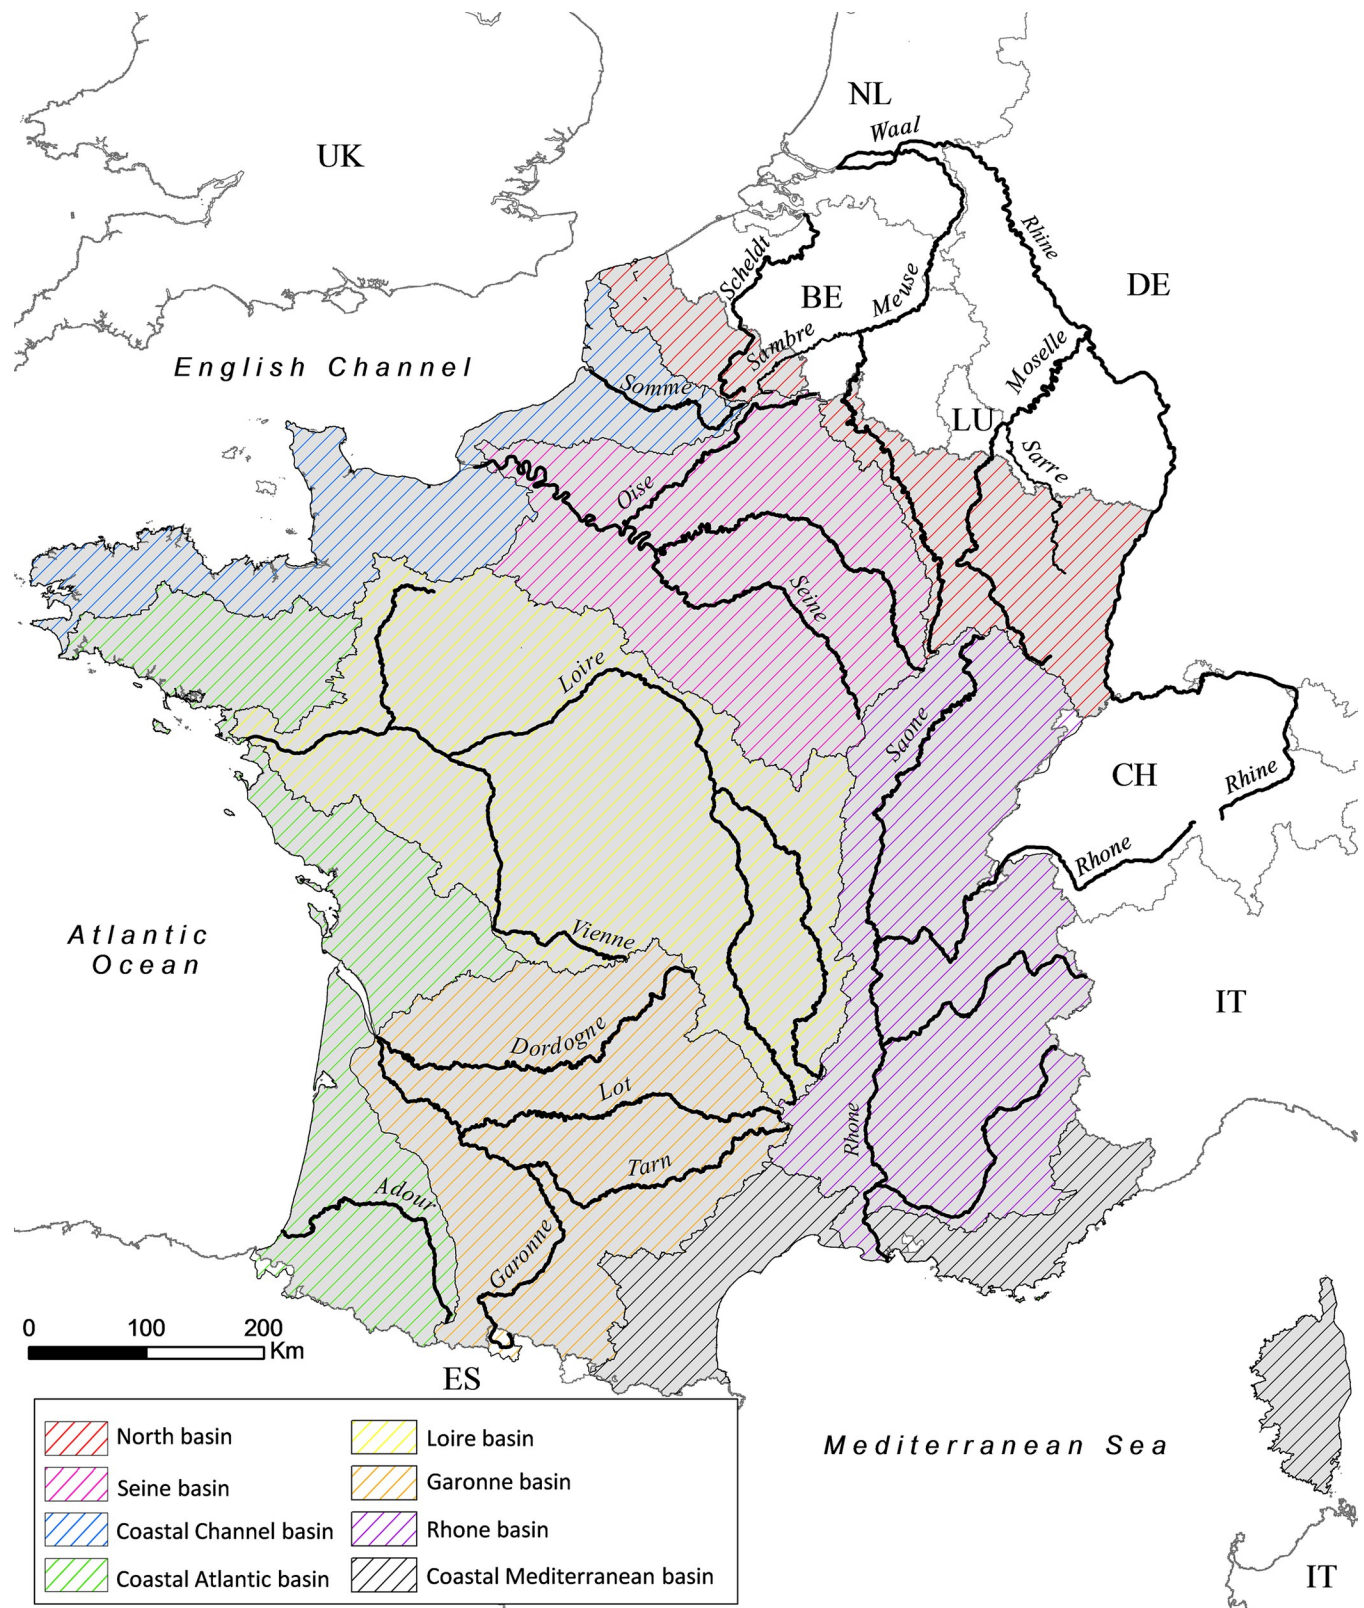 NL
Waal
UK
Rhine
Scheldt
DE
BE
Meuse
Sambre
English Channel
Moselle
Somme
LU
Sarre
Oise
Seine
Loire
Saone
CH
Rhine
Rhone
Atlantic
Ocean
Vienne
IT
Dordogne
Lot
Rhone
Tarn
Adour
Garonne
0 100 200
Km
ES
Mediterranean Sea
North basin
Seine basin
Coastal Channel basin
Coastal Atlantic basin
Loire basin
Garonne basin
Rhone basin
Coastal Mediterranean basin
IT